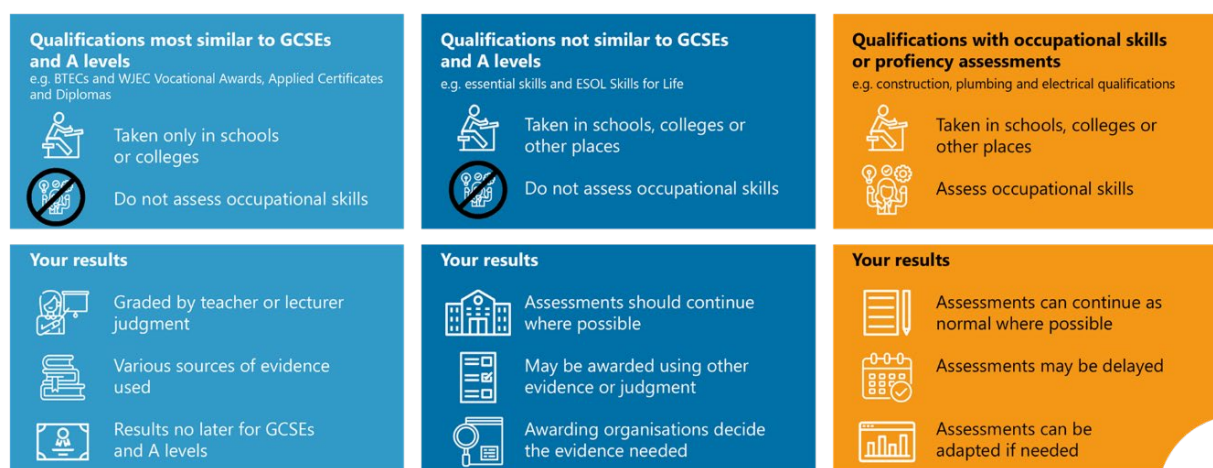 Qualifications most similar to GCSEs
and A levels
e.g. BTECs and WJEC Vocational Awards, Applied Certificates
and Diplomas
Taken only in schools
or colleges
Do not assess occupational skills
Qualifications not similar to GCSEs
and A levels
e.g. essential skills and ESOL Skills for Life
Taken in schools, colleges or
other places
Do not assess occupational skills
Qualifications with occupational skills
or profiency assessments
e.g. construction, plumbing and electrical qualifications
Taken in schools, colleges or
other places
Assess occupational skills
Your results
Graded by teacher or lecturer
judgment
Various sources of evidence
used
Results no later for GCSEs
and A levels
Your results
Assessments should continue
where possible
May be awarded using other
evidence or judgment
Awarding organisations decide
the evidence needed
Your results
Assessments can continue as
normal where possible
Assessments may be delayed
Assessments can be
adapted if needed